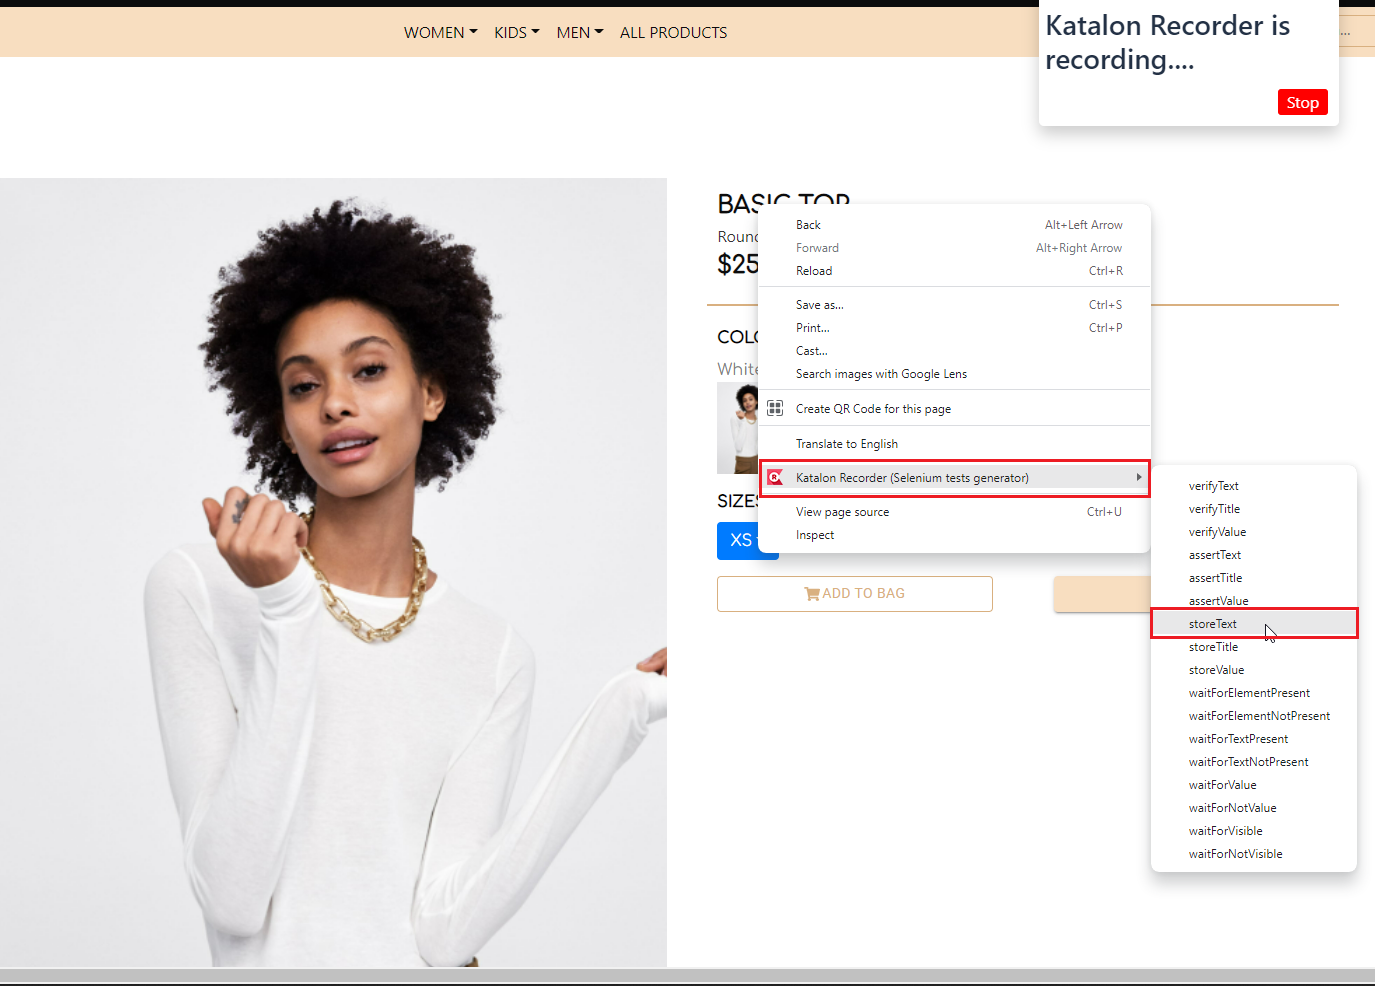 WOMEN KIDS MEN ALL PRODUCTS
Katalon Recorder is
recording....
...
Stop
BASIC TOP
Round
$25
COLO
White
SIZES
XS
ADD TO BAG
Back Alt+Left Arrow
Forward Alt+Right Arrow
Reload Ctrl+R
Save as... Ctrl+S
Print... Ctrl+P
Cast...
Search images with Google Lens
Create QR Code for this page
Translate to English
Katalon Recorder (Selenium tests generator)
View page source Ctrl+U
Inspect
verifyText
verifyTitle
verifyValue
assertText
assertTitle
assertValue
storeText
storeTitle
storeValue
waitForElementPresent
waitForElementNotPresent
waitForTextPresent
waitForTextNotPresent
waitForValue
waitForNotValue
waitForVisible
waitForNotVisible